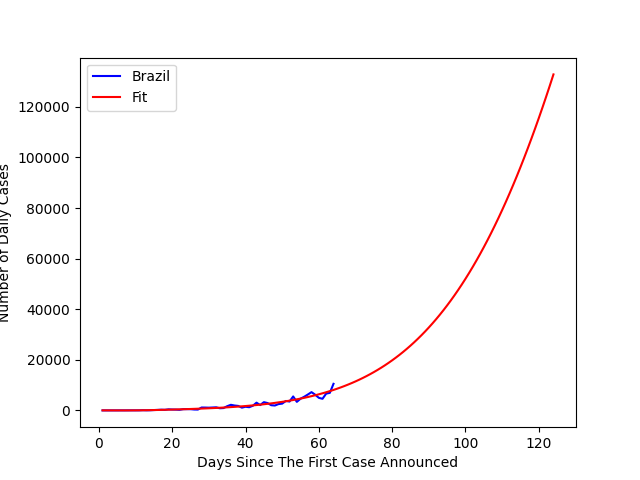 Brazil
Fit
120000
100000
80000
60000
40000
20000
0
Number of Daily Cases
0 20 40 60 80 100 120
Days Since The First Case Announced